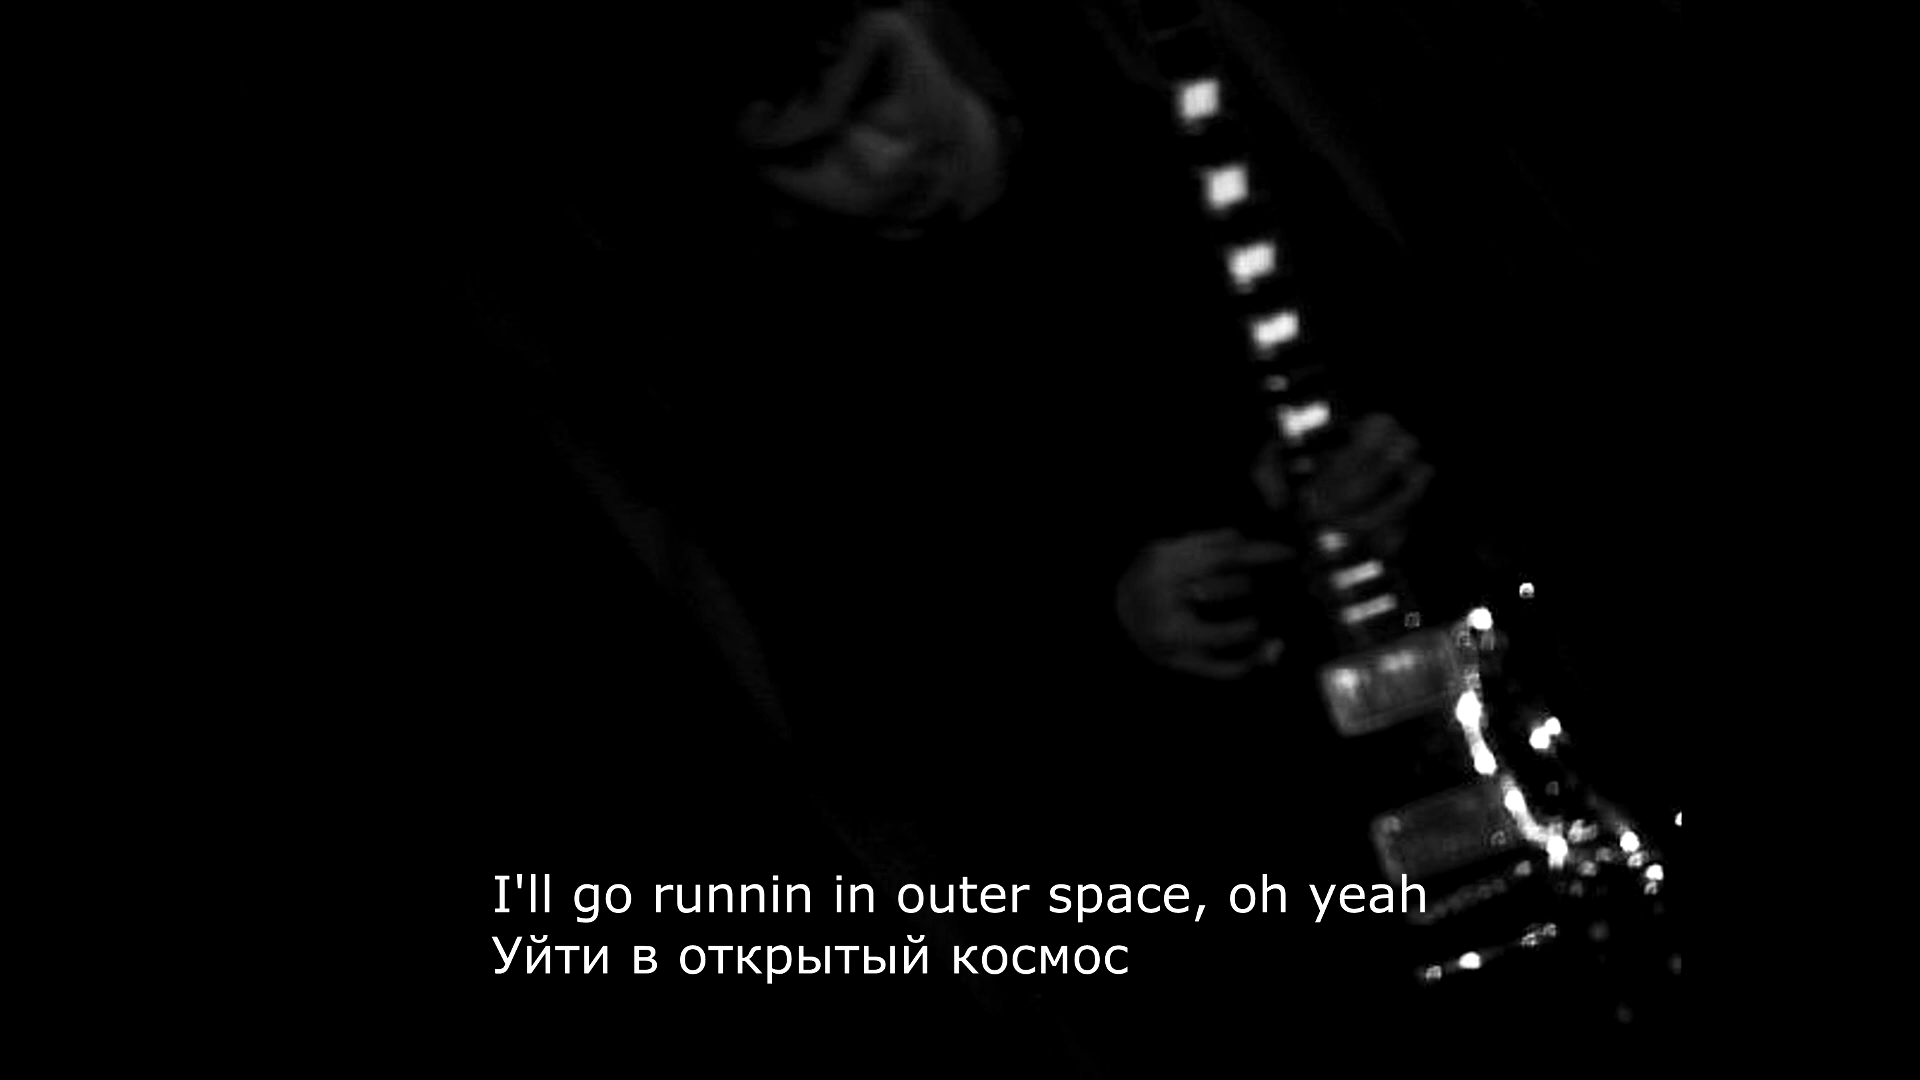 I'll go runnin in outer space, oh yeah
Уйти в открытый космос